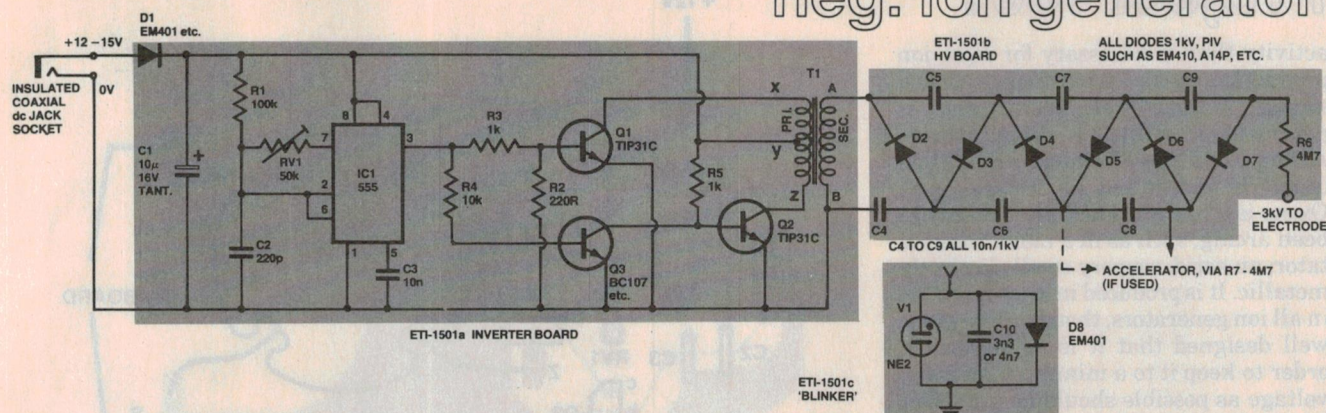 neg. ion generator
D1
EM401 etc.
+12 –15V
0V
INSULATED
COAXIAL
dc JACK
SOCKET
C1
10μ
16V
TANT.
+
R1
100k
RV1
50k
C2
220p
8
4
7
3
2
6
1
5
IC1
555
C3
10n
R3
1k
R4
10k
R2
220R
Q1
TIP31C
Q3
BC107
etc.
R5
1k
Q2
TIP31C
T1
X
PRI.
y
Z
A
SEC.
B
ETI-1501a INVERTER BOARD
ETI-1501b
HV BOARD
ALL DIODES 1kV, PIV
SUCH AS EM410, A14P, ETC.
C5
C7
C9
D2
D3
D4
D5
D6
D7
R6
4M7
C4
C6
C8
–3kV TO
ELECTRODE
C4 TO C9 ALL 10n/1kV
ACCELERATOR, VIA R7 - 4M7
(IF USED)
V1
NE2
C10
3n3
or 4n7
D8
EM401
ETI-1501c
'BLINKER'